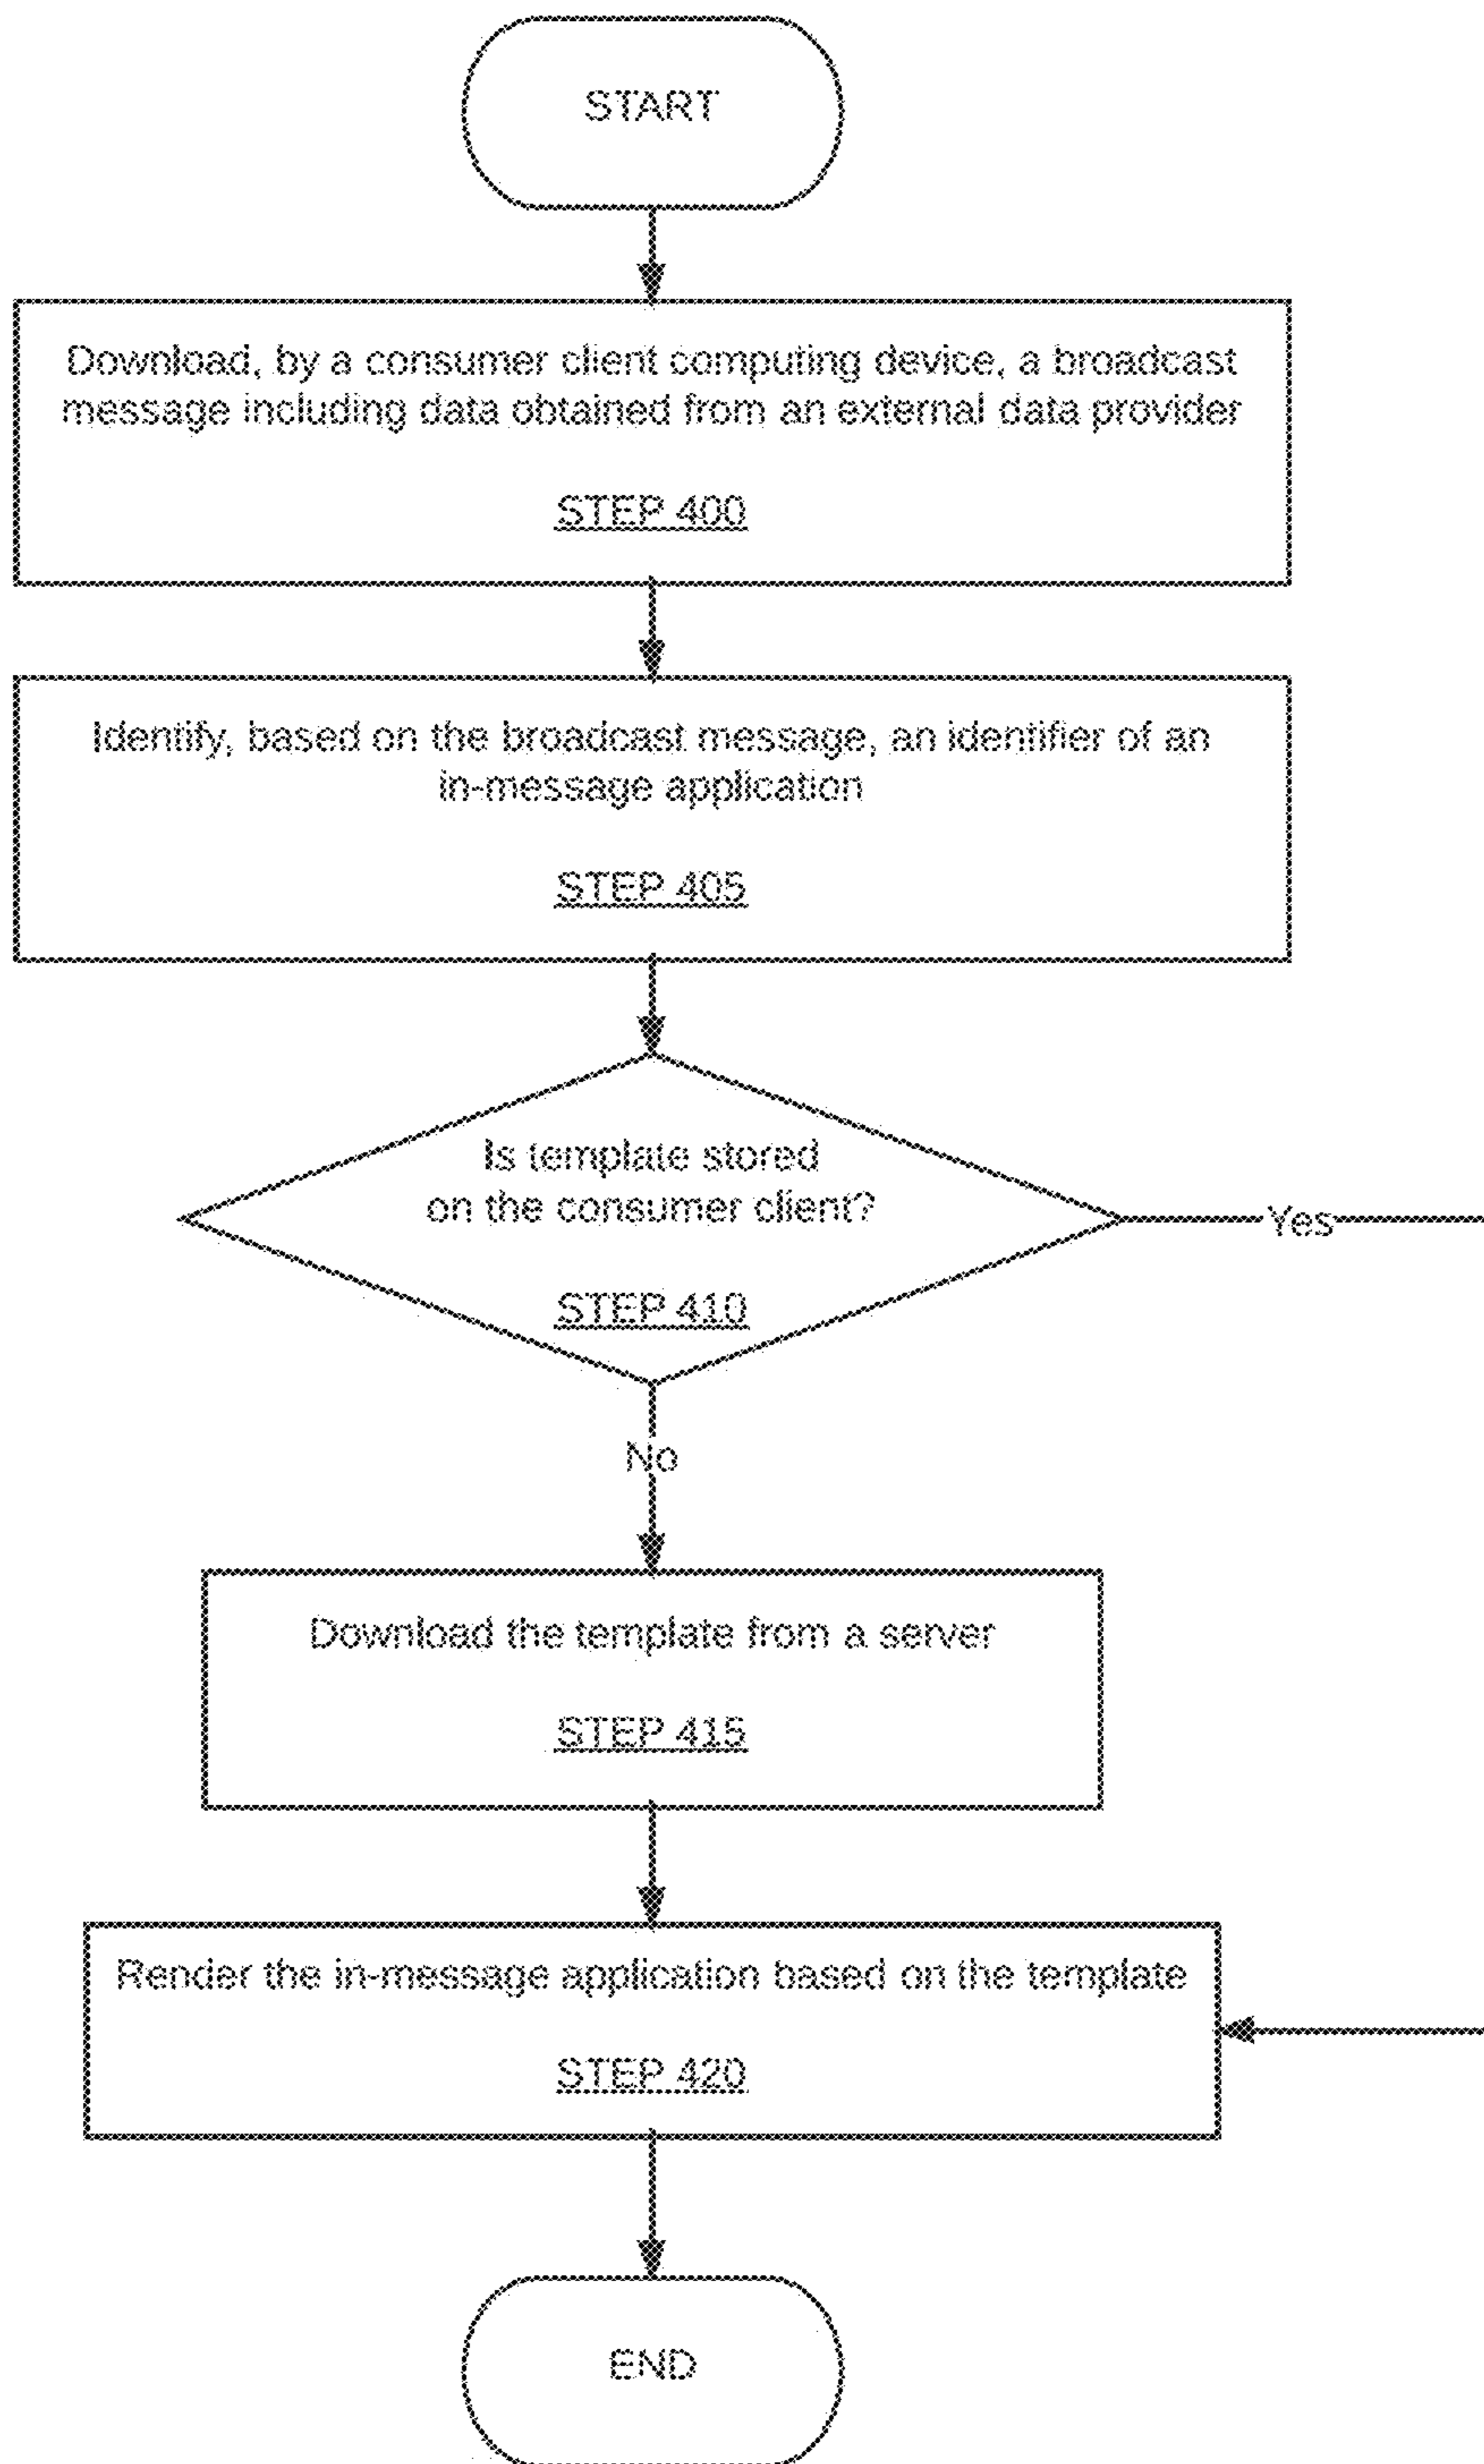 START
Download, by a consumer client computing device, a broadcast
message including data obtained from an external data provider
STEP 400
Identify, based on the broadcast message, an identifier of an
in-message application
STEP 405
Is template stored
on the consumer client?
STEP 410
Yes
No
Download the template from a server
STEP 415
Render the in-message application based on the template
STEP 420
END